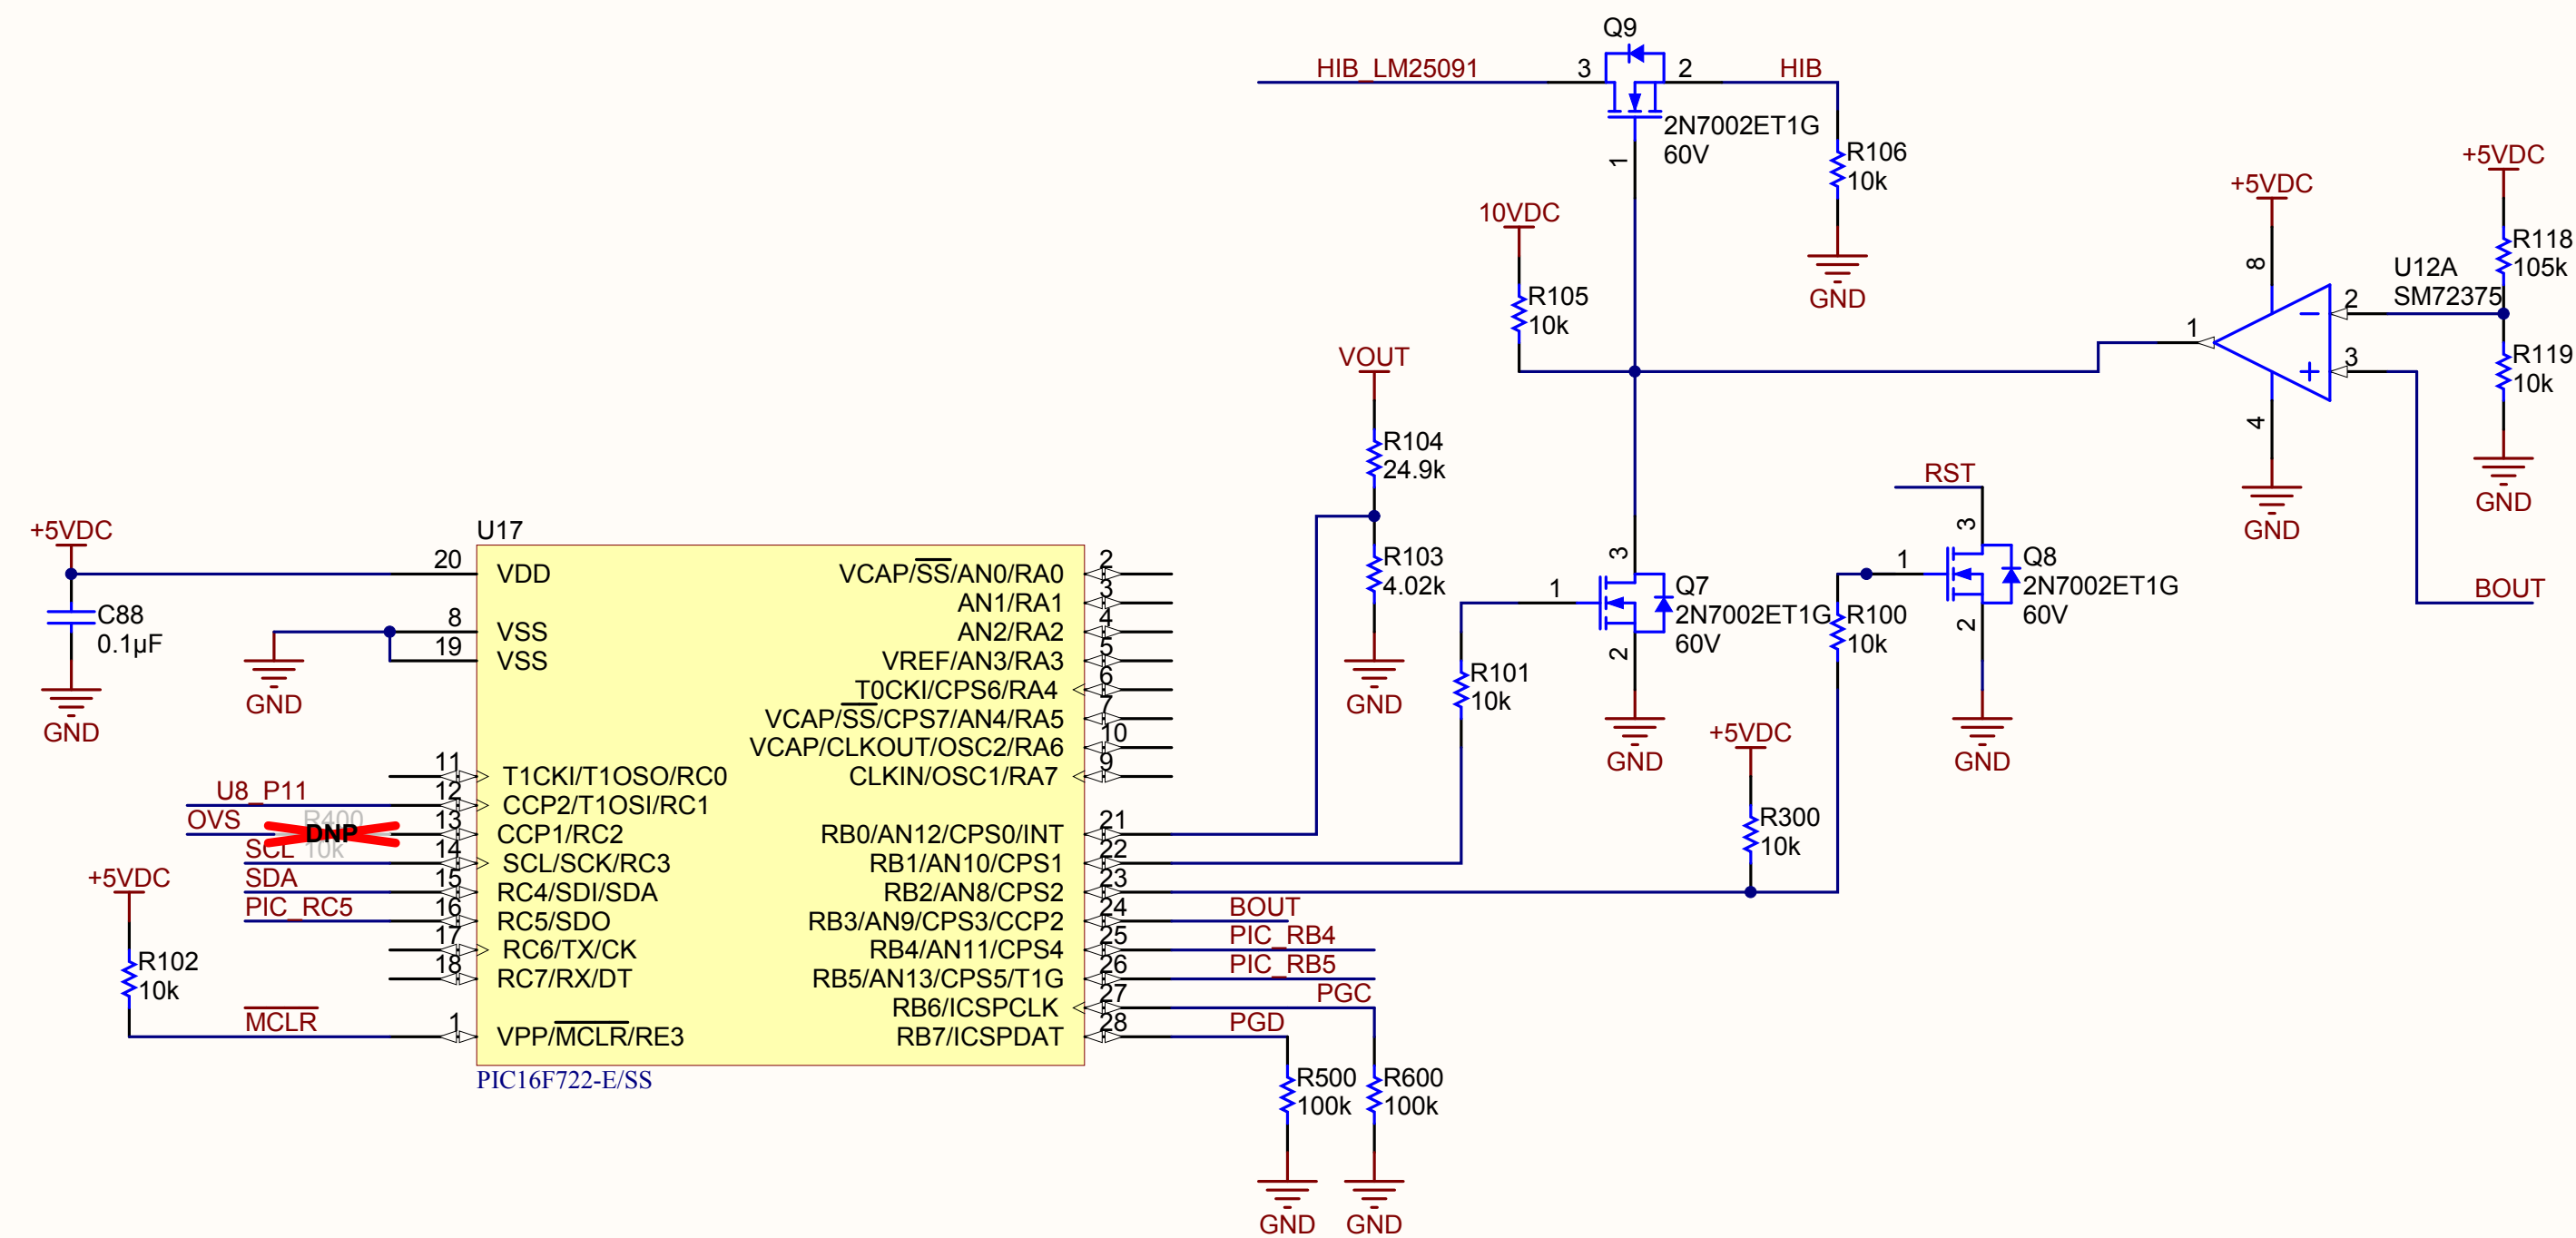 Q9
HIB_LM25091
3
2
HIB
2N7002ET1G
60V
1
R106
10k
GND
10VDC
R105
10k
+5VDC
+5VDC
R118
105k
U12A
SM72375
8
2
1
3
4
R119
10k
GND
GND
BOUT
VOUT
R104
24.9k
R103
4.02k
GND
RST
3
1
Q8
2N7002ET1G
60V
2
GND
R100
10k
3
1
Q7
2N7002ET1G
60V
2
GND
R101
10k
+5VDC
R300
10k
+5VDC
C88
0.1µF
GND
GND
U17
20 VDD
8 VSS
19 VSS
11 T1CKI/T1OSO/RC0
U8_P11 12 CCP2/T1OSI/RC1
OVS R400 DNP 10k 13 CCP1/RC2
SCL 14 SCL/SCK/RC3
SDA 15 RC4/SDI/SDA
PIC_RC5 16 RC5/SDO
17 RC6/TX/CK
18 RC7/RX/DT
+5VDC
R102
10k
MCLR 1 VPP/MCLR/RE3
VCAP/SS/AN0/RA0 2
AN1/RA1 3
AN2/RA2 4
VREF/AN3/RA3 5
T0CKI/CPS6/RA4 6
VCAP/SS/CPS7/AN4/RA5 7
VCAP/CLKOUT/OSC2/RA6 10
CLKIN/OSC1/RA7 9
RB0/AN12/CPS0/INT 21
RB1/AN10/CPS1 22
RB2/AN8/CPS2 23
RB3/AN9/CPS3/CCP2 24 BOUT
RB4/AN11/CPS4 25 PIC_RB4
RB5/AN13/CPS5/T1G 26 PIC_RB5
RB6/ICSPCLK 27 PGC
RB7/ICSPDAT 28 PGD
PIC16F722-E/SS
R500
100k
R600
100k
GND
GND